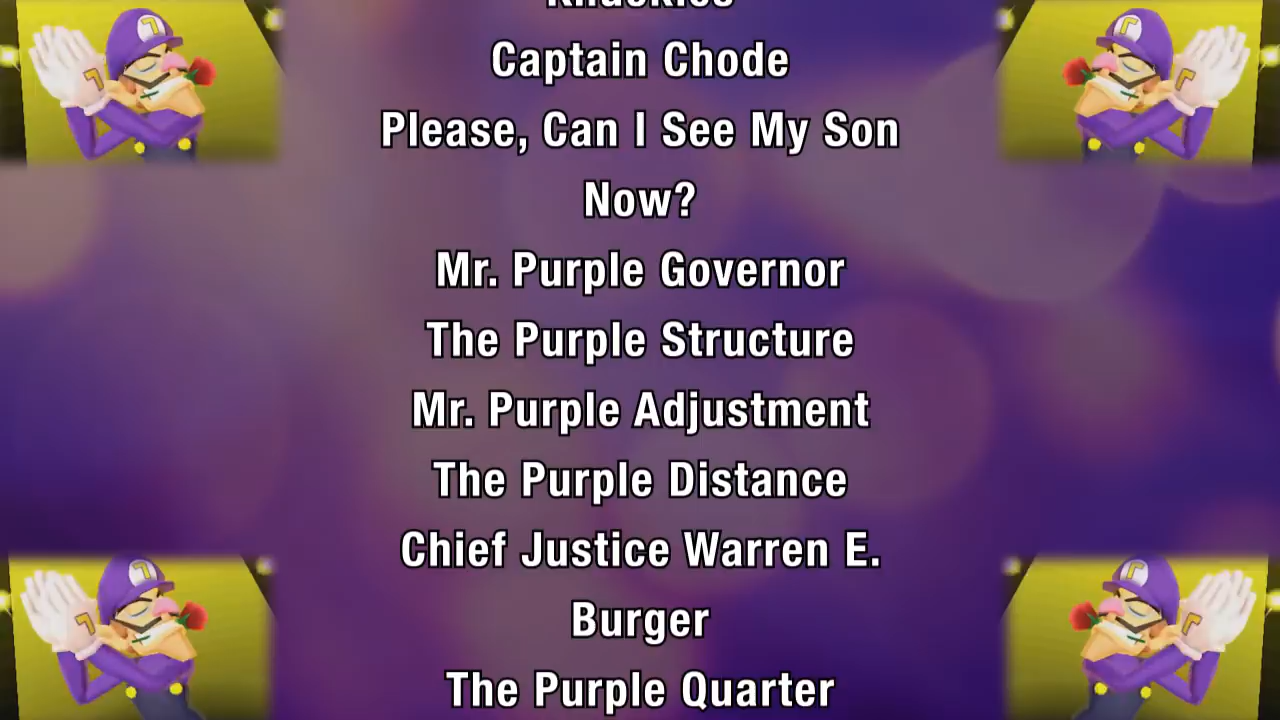 Knuckles
Captain Chode
Please, Can I See My Son
Now?
Mr. Purple Governor
The Purple Structure
Mr. Purple Adjustment
The Purple Distance
Chief Justice Warren E.
Burger
The Purple Quarter